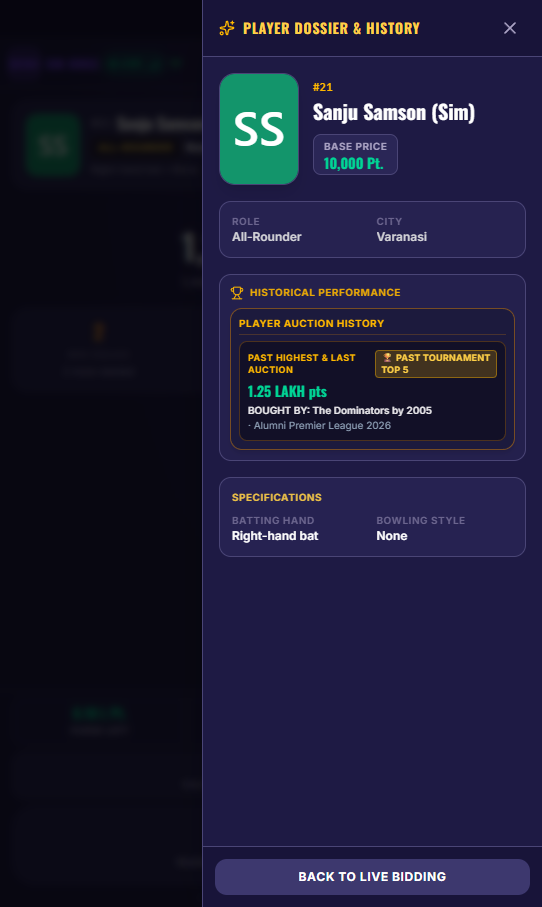 PLAYER DOSSIER & HISTORY
SS
#21
Sanju Samson (Sim)
BASE PRICE
10,000 Pt.
ROLE
CITY
All-Rounder
Varanasi
HISTORICAL PERFORMANCE
PLAYER AUCTION HISTORY
PAST HIGHEST & LAST
AUCTION
PAST TOURNAMENT
TOP 5
1.25 LAKH pts
BOUGHT BY: The Dominators by 2005
· Alumni Premier League 2026
SPECIFICATIONS
BATTING HAND
BOWLING STYLE
Right-hand bat
None
BACK TO LIVE BIDDING